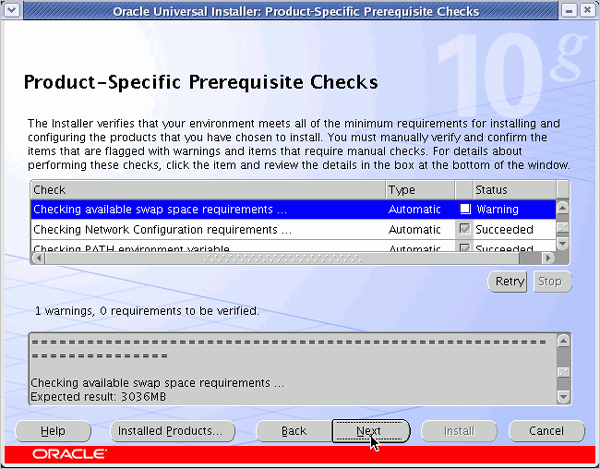 Oracle Universal Installer: Product-Specific Prerequisite Checks
10g
Product-Specific Prerequisite Checks
The Installer verifies that your environment meets all of the minimum requirements for installing and
configuring the products that you have chosen to install. You must manually verify and confirm the
items that are flagged with warnings and items that require manual checks. For details about
performing these checks, click the item and review the details in the box at the bottom of the window.
Check Type Status
Checking available swap space requirements ... Automatic Warning
Checking Network Configuration requirements ... Automatic Succeeded
Checking PATH environment variable Automatic Succeeded
Retry Stop
1 warnings, 0 requirements to be verified.
Checking available swap space requirements ...
Expected result: 3036MB
Help Installed Products... Back Next Install Cancel
ORACLE